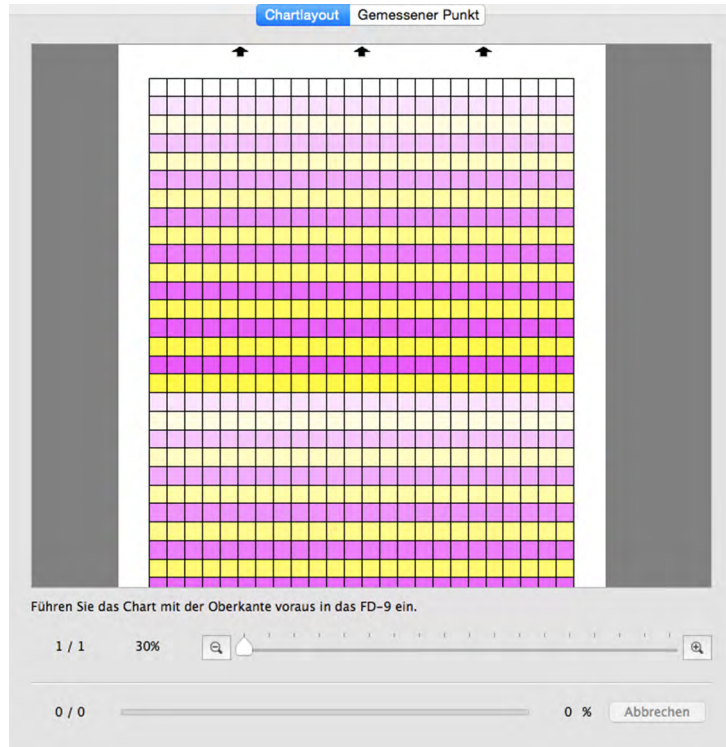 Chartlayout Gemessener Punkt
Führen Sie das Chart mit der Oberkante voraus in das FD-9 ein.
1 / 1 30%
0 / 0 0 % Abbrechen